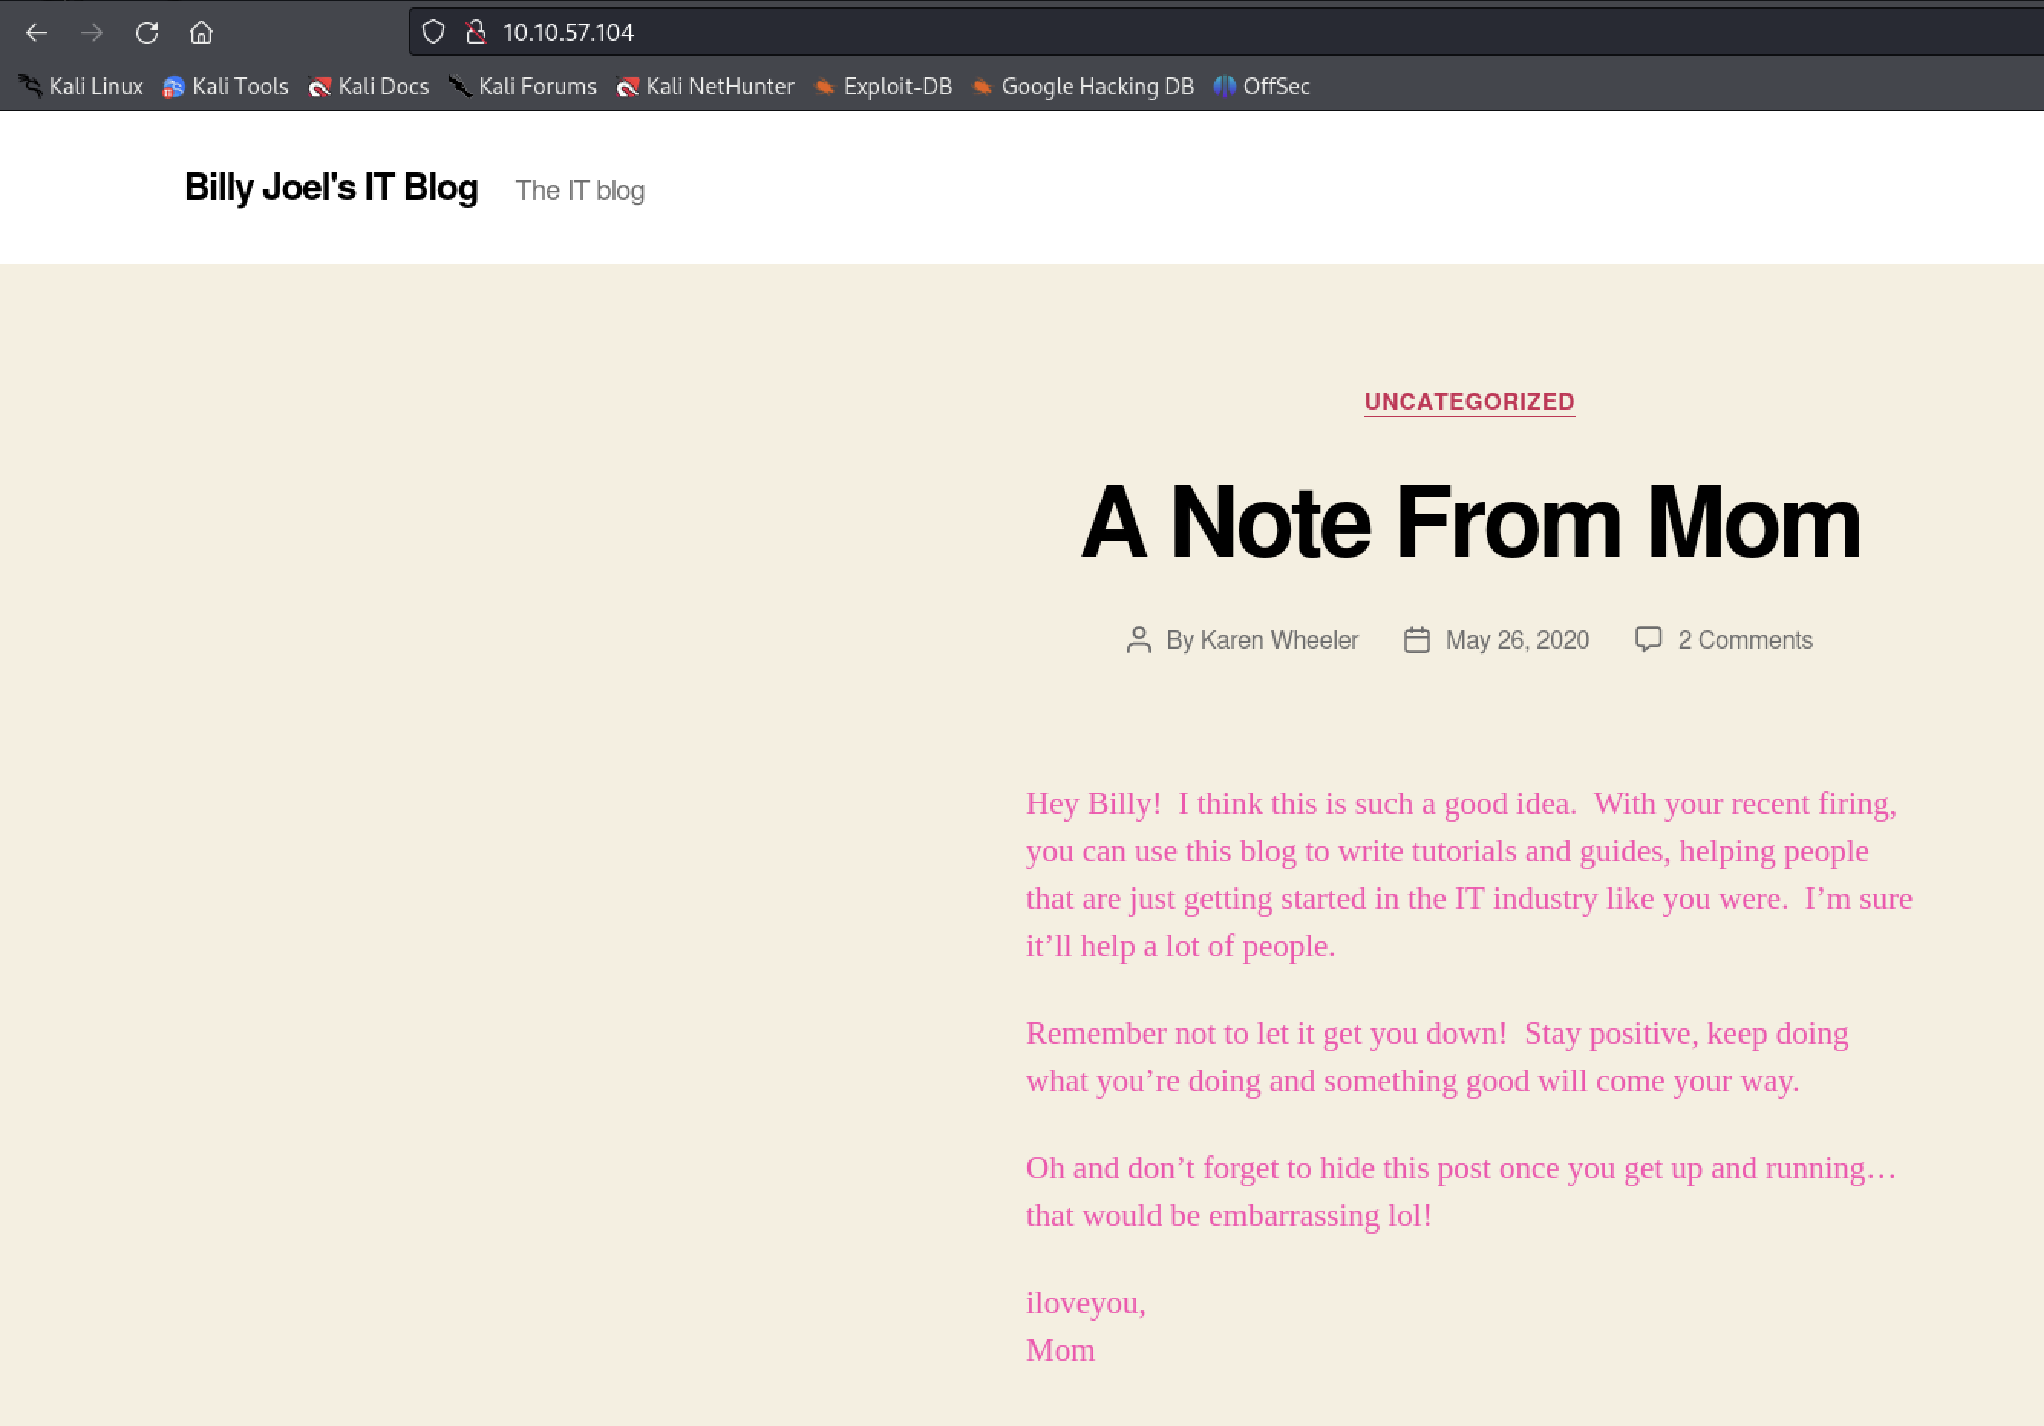 10.10.57.104
Kali Linux Kali Tools Kali Docs Kali Forums Kali NetHunter Exploit-DB Google Hacking DB OffSec
Billy Joel's IT Blog The IT blog
UNCATEGORIZED
A Note From Mom
By Karen Wheeler May 26, 2020 2 Comments
Hey Billy!  I think this is such a good idea.  With your recent firing,
you can use this blog to write tutorials and guides, helping people
that are just getting started in the IT industry like you were.  I’m sure
it’ll help a lot of people.
Remember not to let it get you down!  Stay positive, keep doing
what you’re doing and something good will come your way.
Oh and don’t forget to hide this post once you get up and running…
that would be embarrassing lol!
iloveyou,
Mom